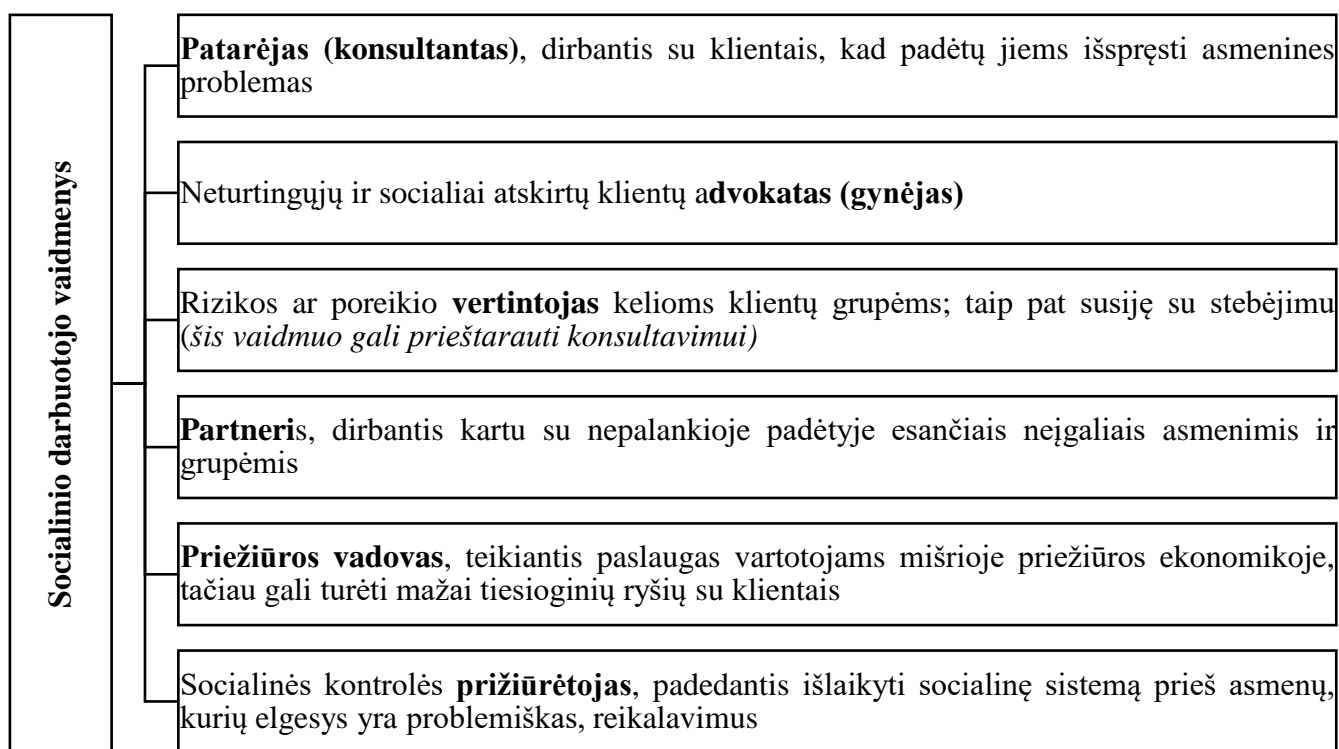 Socialinio darbuotojo vaidmenys
Patarėjas (konsultantas), dirbantis su klientais, kad padėtų jiems išspręsti asmenines
problemas
Neturtingųjų ir socialiai atskirtų klientų advokatas (gynėjas)
Rizikos ar poreikio vertintojas kelioms klientų grupėms; taip pat susiję su stebėjimu
(šis vaidmuo gali prieštarauti konsultavimui)
Partneris, dirbantis kartu su nepalankioje padėtyje esančiais neįgaliais asmenimis ir
grupėmis
Priežiūros vadovas, teikiantis paslaugas vartotojams mišrioje priežiūros ekonomikoje,
tačiau gali turėti mažai tiesioginių ryšių su klientais
Socialinės kontrolės prižiūrėtojas, padedantis išlaikyti socialinę sistemą prieš asmenų,
kurių elgesys yra problemiškas, reikalavimus